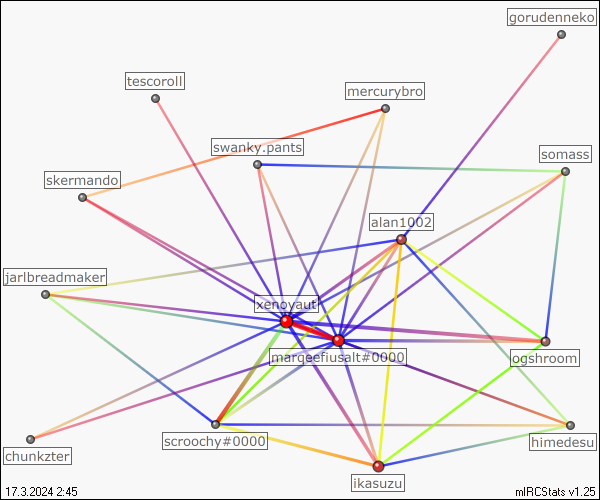 gorudenneko
tescoroll
mercurybro
swanky.pants
somass
skermando
alan1002
jarlbreadmaker
xenoyaut
marqeefiusalt#0000
logshroom
scroochy#0000
himedesu
chunkzter
ikasuzu
17.3.2024 2:45
mIRCStats v1.25